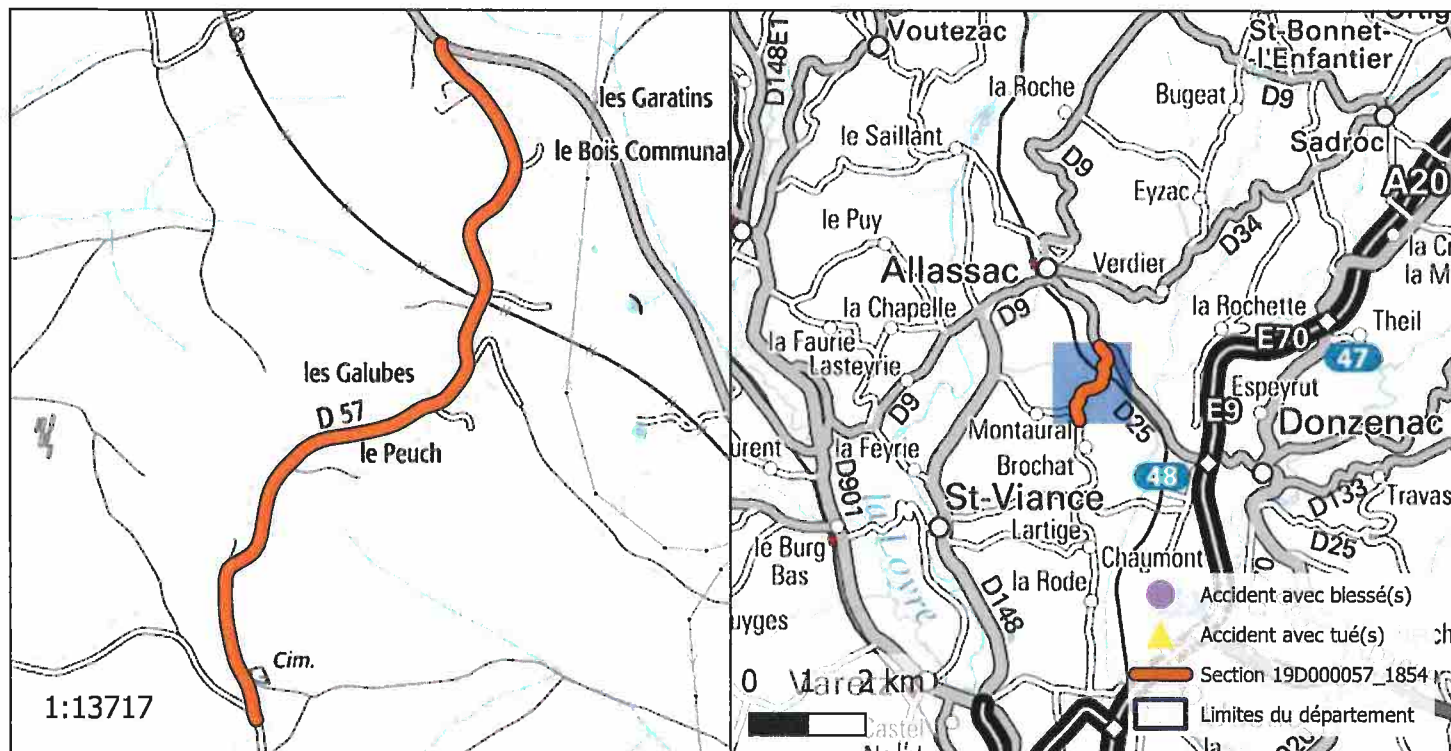 les Garatins
le Bois Communal
les Galubes
D 57
le Peuch
Cim.
1:13717
D148E1
Voutezac
St-Bonnet-
-l'Enfantier
la Roche
Bugeat
D9
Sadroc
le Saillant
D9
Eyzac
A20
le Puy
D34
Allassac
Verdier
la Chapelle
D9
la Rochette
Theil
la Faurie
E70
47
Lasteyrie
Espeyrut
D9
E9
D25
Donzenac
Montaural
la Feyrie
Brochat
48
D901
St-Viance
D133
Lartige
D25
le Burg
Bas
la Loyre
Chaumont
la Rode
D148
Accident avec blessé(s)
Accident avec tué(s)
Section 19D000057_1854
0 1 2 km
Limites du département